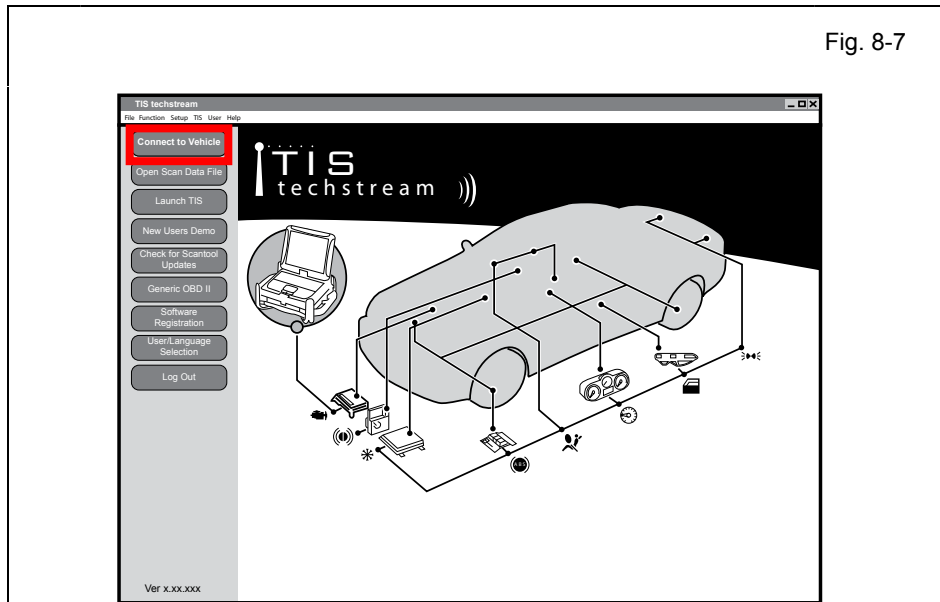 Fig. 8-7
TIS techstream
File Function Setup TIS User Help
Connect to Vehicle
Open Scan Data File
Launch TIS
New Users Demo
Check for Scantool
Updates
Generic OBD II
Software
Registration
User/Language
Selection
Log Out
Ver x.xx.xxx
TIS
techstream
ABS